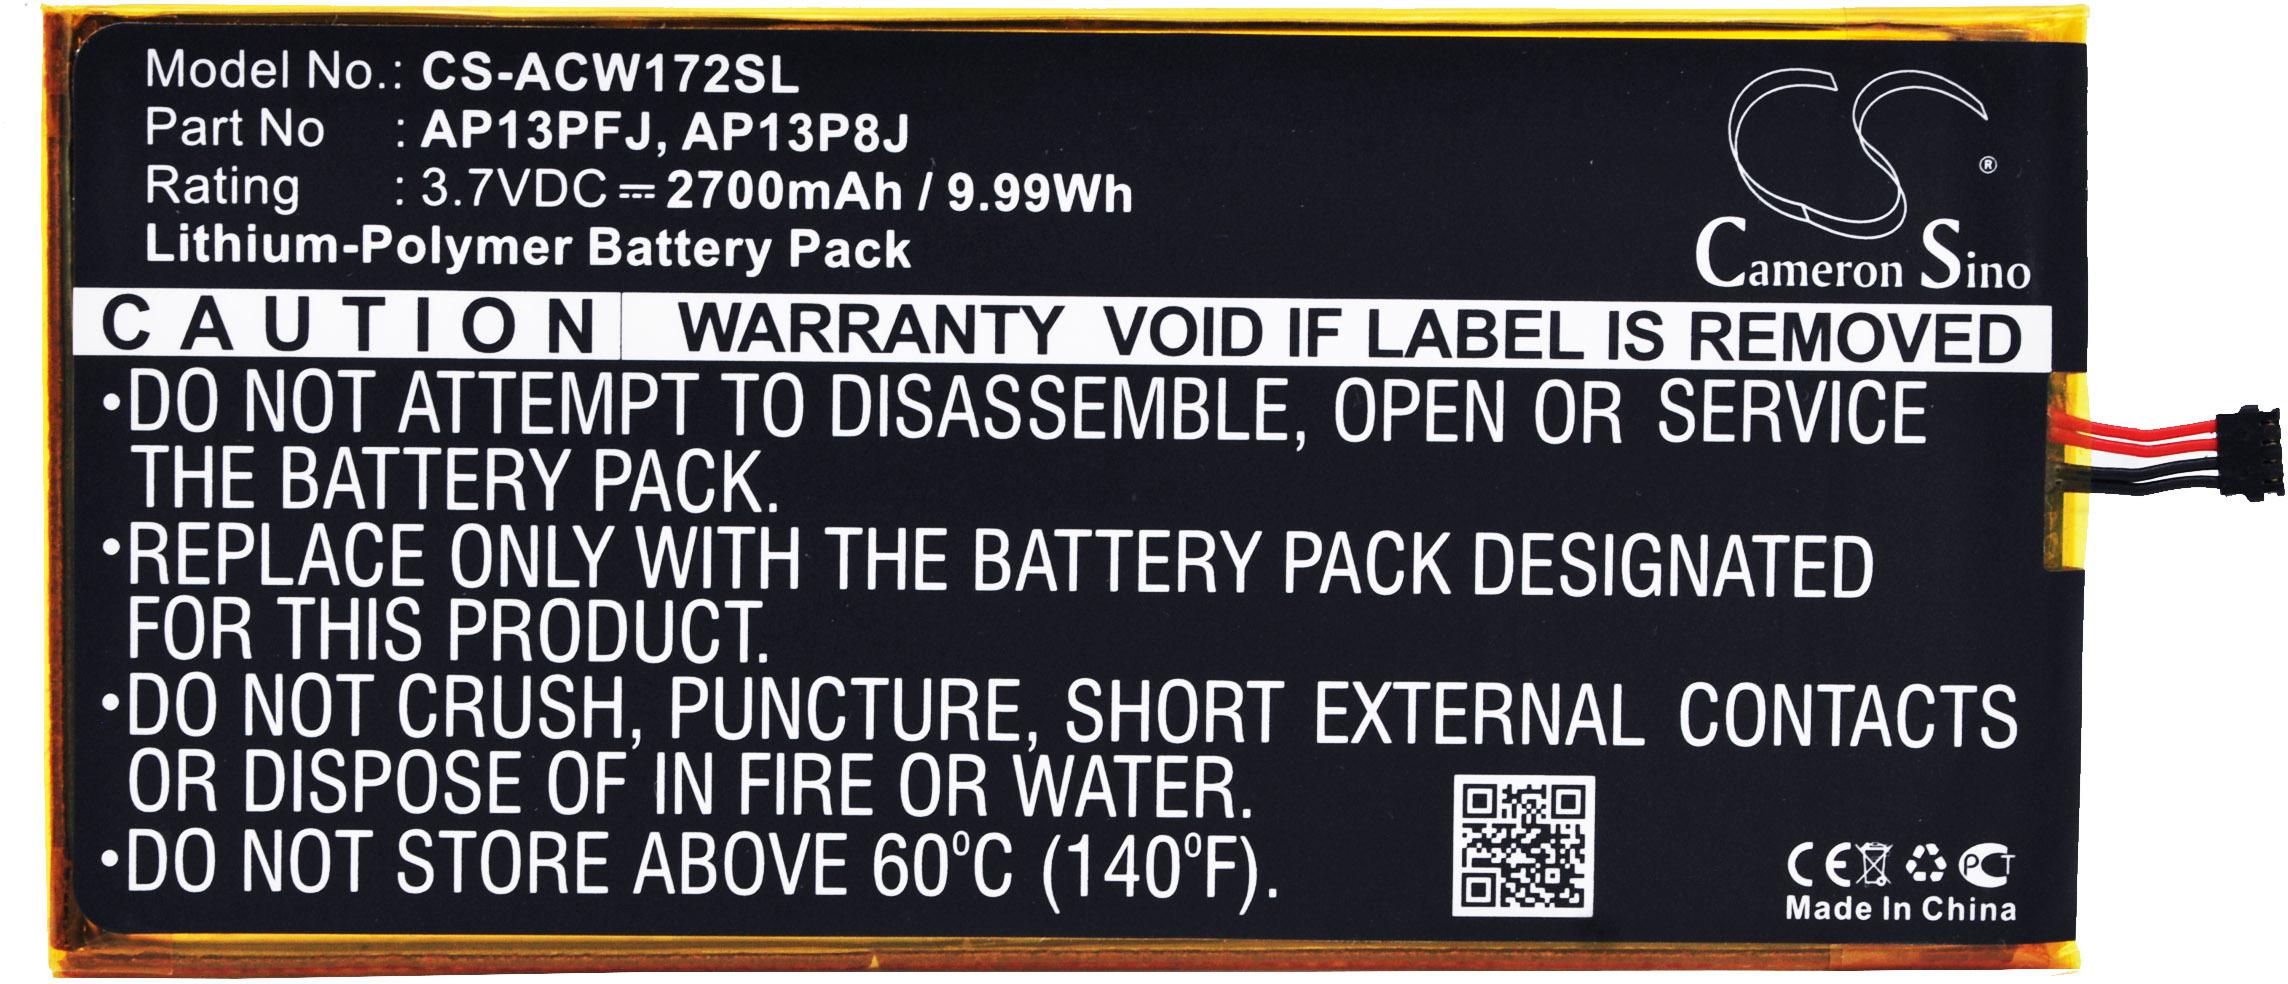 Model No.: CS-ACW172SL
Part No : AP13PFJ, AP13P8J
Rating : 3.7VDC⎓2700mAh / 9.99Wh
Lithium-Polymer Battery Pack
CS ®
Cameron Sino
CAUTION WARRANTY VOID IF LABEL IS REMOVED
•DO NOT ATTEMPT TO DISASSEMBLE, OPEN OR SERVICE
THE BATTERY PACK.
•REPLACE ONLY WITH THE BATTERY PACK DESIGNATED
FOR THIS PRODUCT.
•DO NOT CRUSH, PUNCTURE, SHORT EXTERNAL CONTACTS
OR DISPOSE OF IN FIRE OR WATER.
•DO NOT STORE ABOVE 60°C (140°F).
CE PCT
Made In China